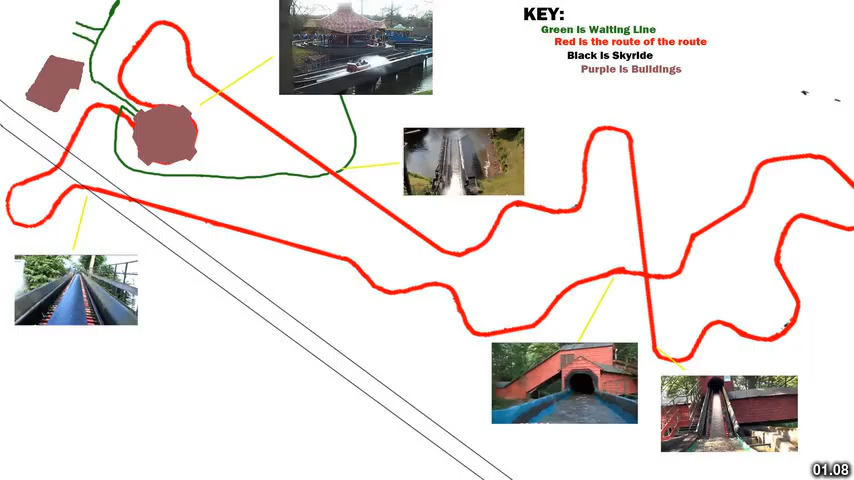 KEY:
Green is Waiting Line
Red is the route of the route
Black is Skyride
Purple is Buildings
01.08